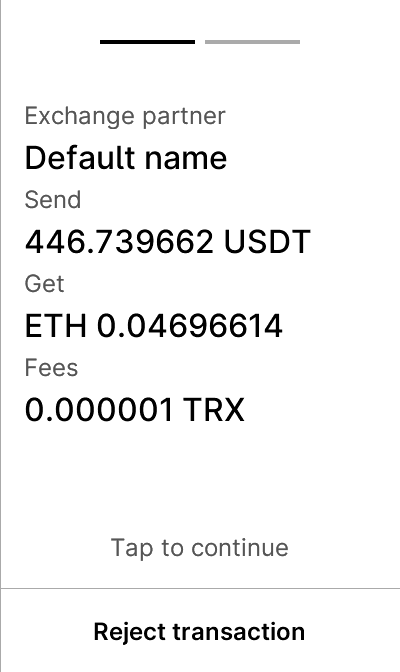 Exchange partner
Default name
Send
446.739662 USDT
Get
ETH 0.04696614
Fees
0.000001 TRX
Tap to continue
Reject transaction